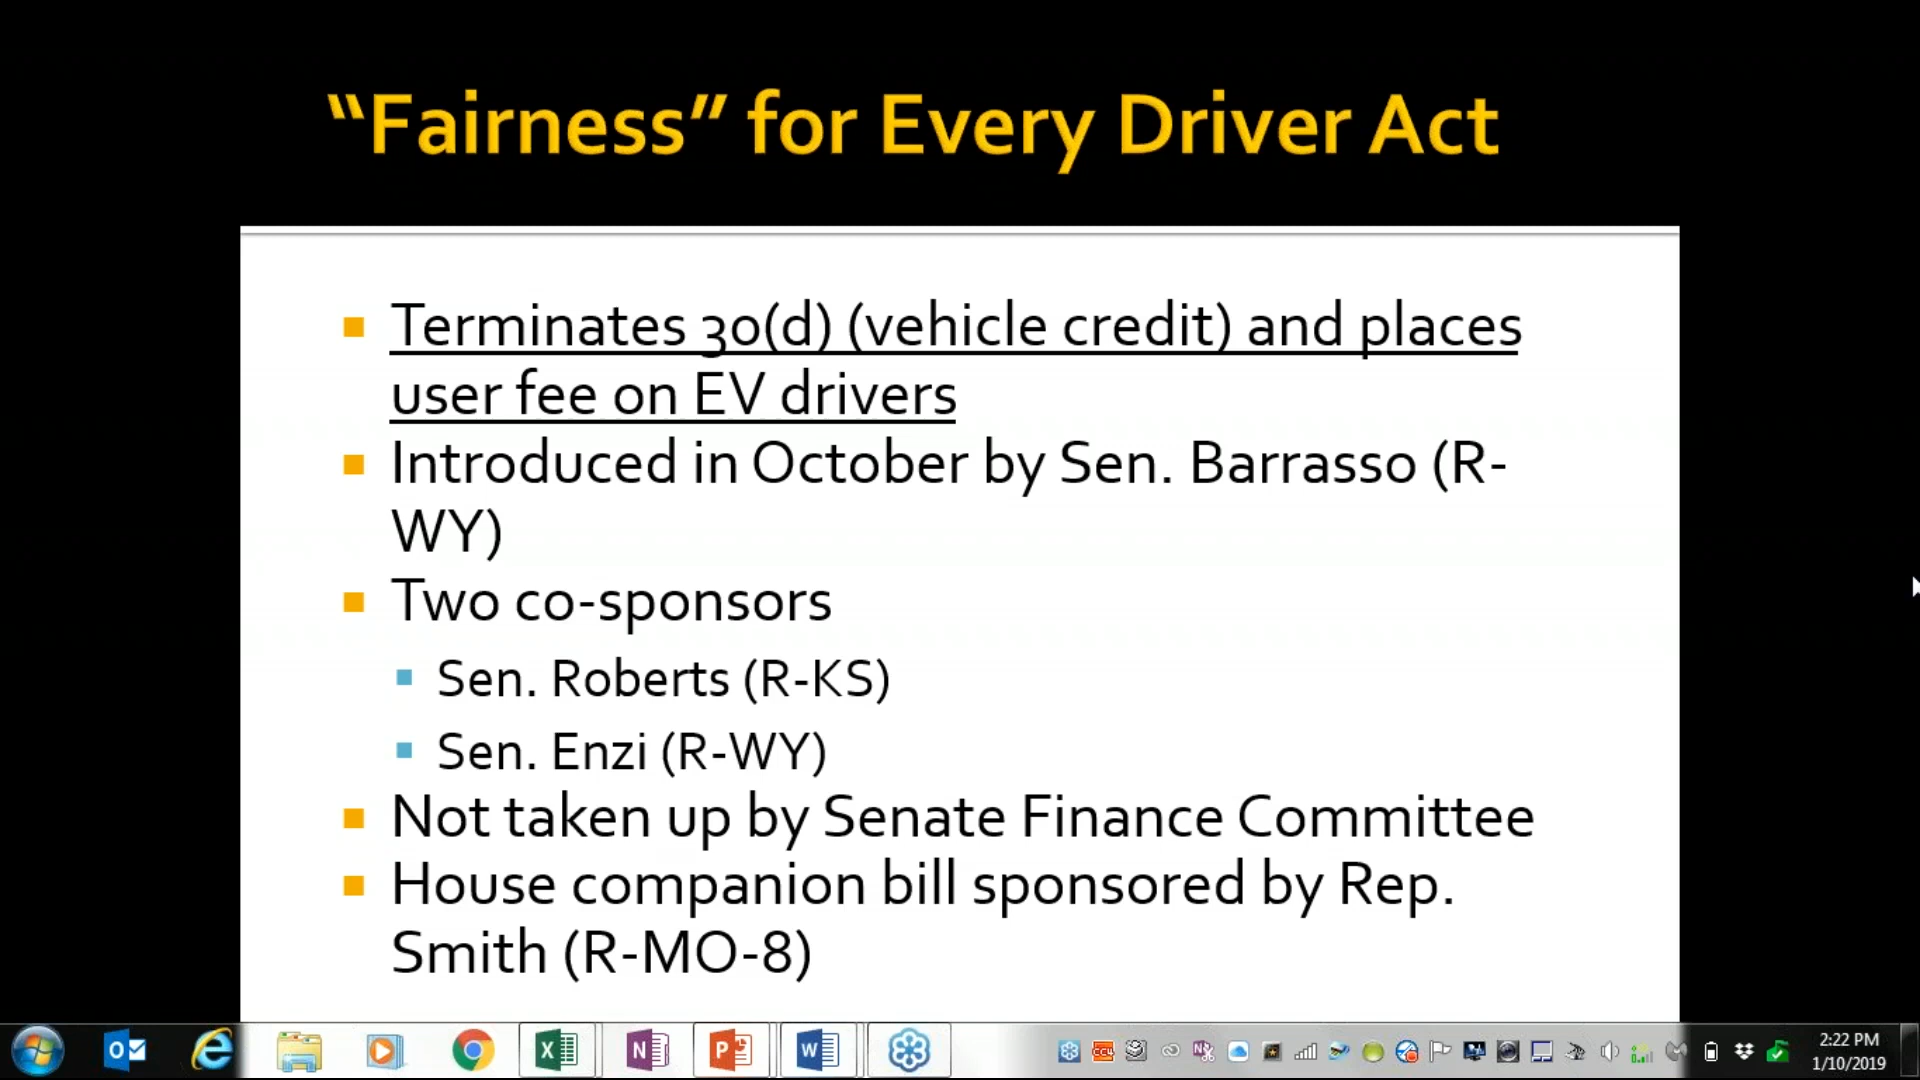 “Fairness” for Every Driver Act
Terminates 30(d) (vehicle credit) and places
user fee on EV drivers
Introduced in October by Sen. Barrasso (R-
WY)
Two co-sponsors
Sen. Roberts (R-KS)
Sen. Enzi (R-WY)
Not taken up by Senate Finance Committee
House companion bill sponsored by Rep.
Smith (R-MO-8)
2:22 PM
1/10/2019